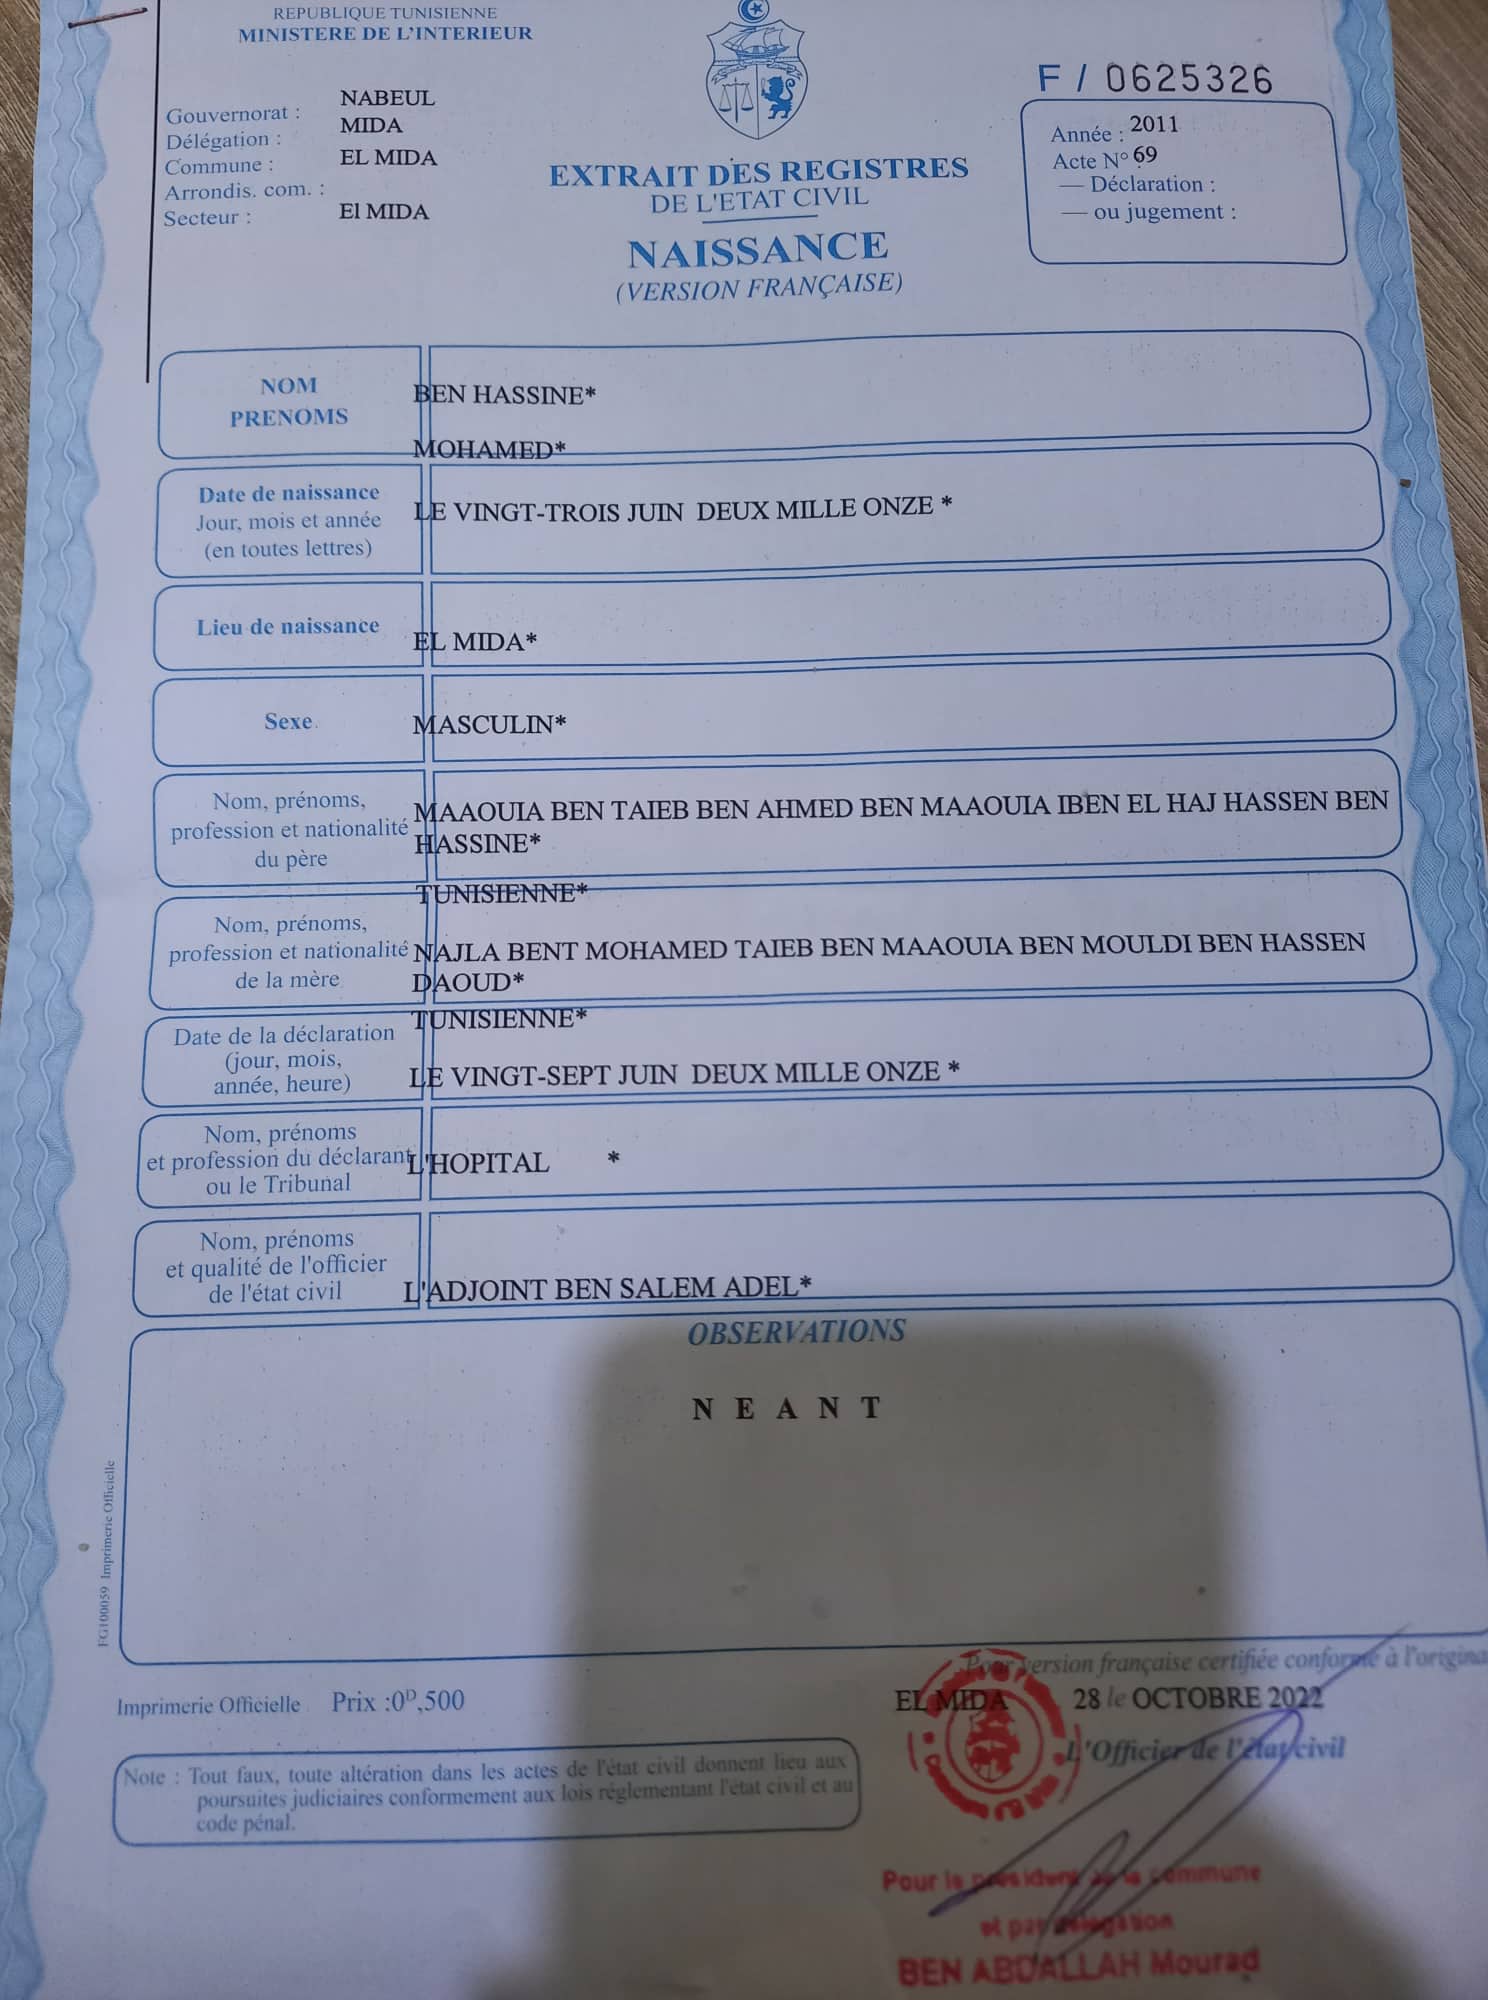 REPUBLIQUE TUNISIENNE
MINISTERE DE L'INTERIEUR
Gouvernorat : NABEUL
Délégation : MIDA
Commune : EL MIDA
Arrondis. com. :
Secteur : El MIDA
EXTRAIT DES REGISTRES
DE L'ETAT CIVIL
NAISSANCE
(VERSION FRANÇAISE)
F / 0625326
Année : 2011
Acte N° 69
— Déclaration :
— ou jugement :
NOM
PRENOMS
BEN HASSINE*
MOHAMED*
Date de naissance
Jour, mois et année
(en toutes lettres)
LE VINGT-TROIS JUIN DEUX MILLE ONZE *
Lieu de naissance
EL MIDA*
Sexe
MASCULIN*
Nom, prénoms,
profession et nationalité
du père
MAAOUIA BEN TAIEB BEN AHMED BEN MAAOUIA IBEN EL HAJ HASSEN BEN
HASSINE*
TUNISIENNE*
Nom, prénoms,
profession et nationalité
de la mère
NAJLA BENT MOHAMED TAIEB BEN MAAOUIA BEN MOULDI BEN HASSEN
DAOUD*
TUNISIENNE*
Date de la déclaration
(jour, mois,
année, heure)
LE VINGT-SEPT JUIN DEUX MILLE ONZE *
Nom, prénoms
et profession du déclarant
ou le Tribunal
L'HOPITAL *
Nom, prénoms
et qualité de l'officier
de l'état civil
L'ADJOINT BEN SALEM ADEL*
OBSERVATIONS
N E A N T
FG100059 Imprimerie Officielle
Pour version française certifiée conforme à l'origina
EL MIDA 28 le OCTOBRE 2022
L'Officier de l'état civil
Imprimerie Officielle Prix :0D,500
Note : Tout faux, toute altération dans les actes de l'état civil donnent lieu aux
poursuites judiciaires conformement aux lois réglementant l'état civil et au
code pénal.
Pour le président de la commune
et par délégation
BEN ABDALLAH Mourad